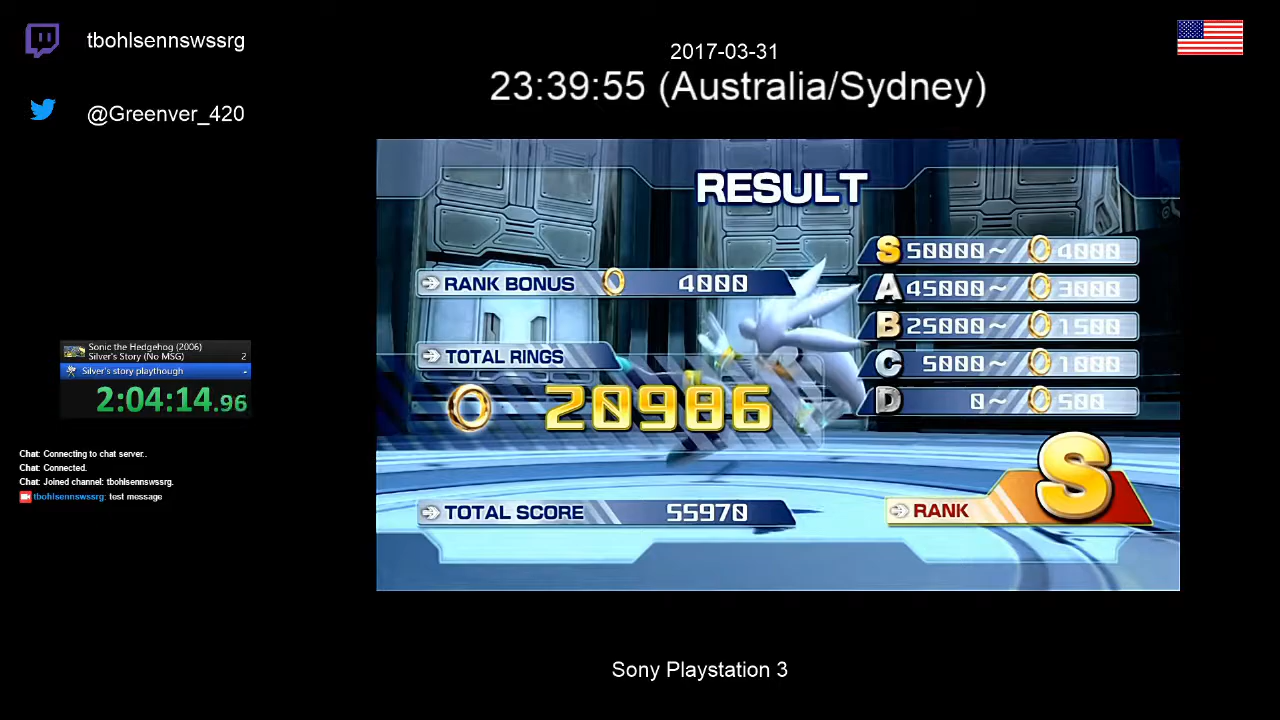 tbohlsennswssrg
@Greenver_420
2017-03-31
23:39:55 (Australia/Sydney)
RESULT
S 50000~ 4000
A 45000~ 3000
B 25000~ 1500
C 5000~ 1000
D 0~ 500
RANK BONUS 4000
TOTAL RINGS
20986
TOTAL SCORE 55970
RANK S
Sonic the Hedgehog (2006)
Silver's Story (No MSG) 2
Silver's story playthough -
2:04:14.96
Chat: Connecting to chat server..
Chat: Connected.
Chat: Joined channel: tbohlsennswssrg.
tbohlsennswssrg: test message
Sony Playstation 3